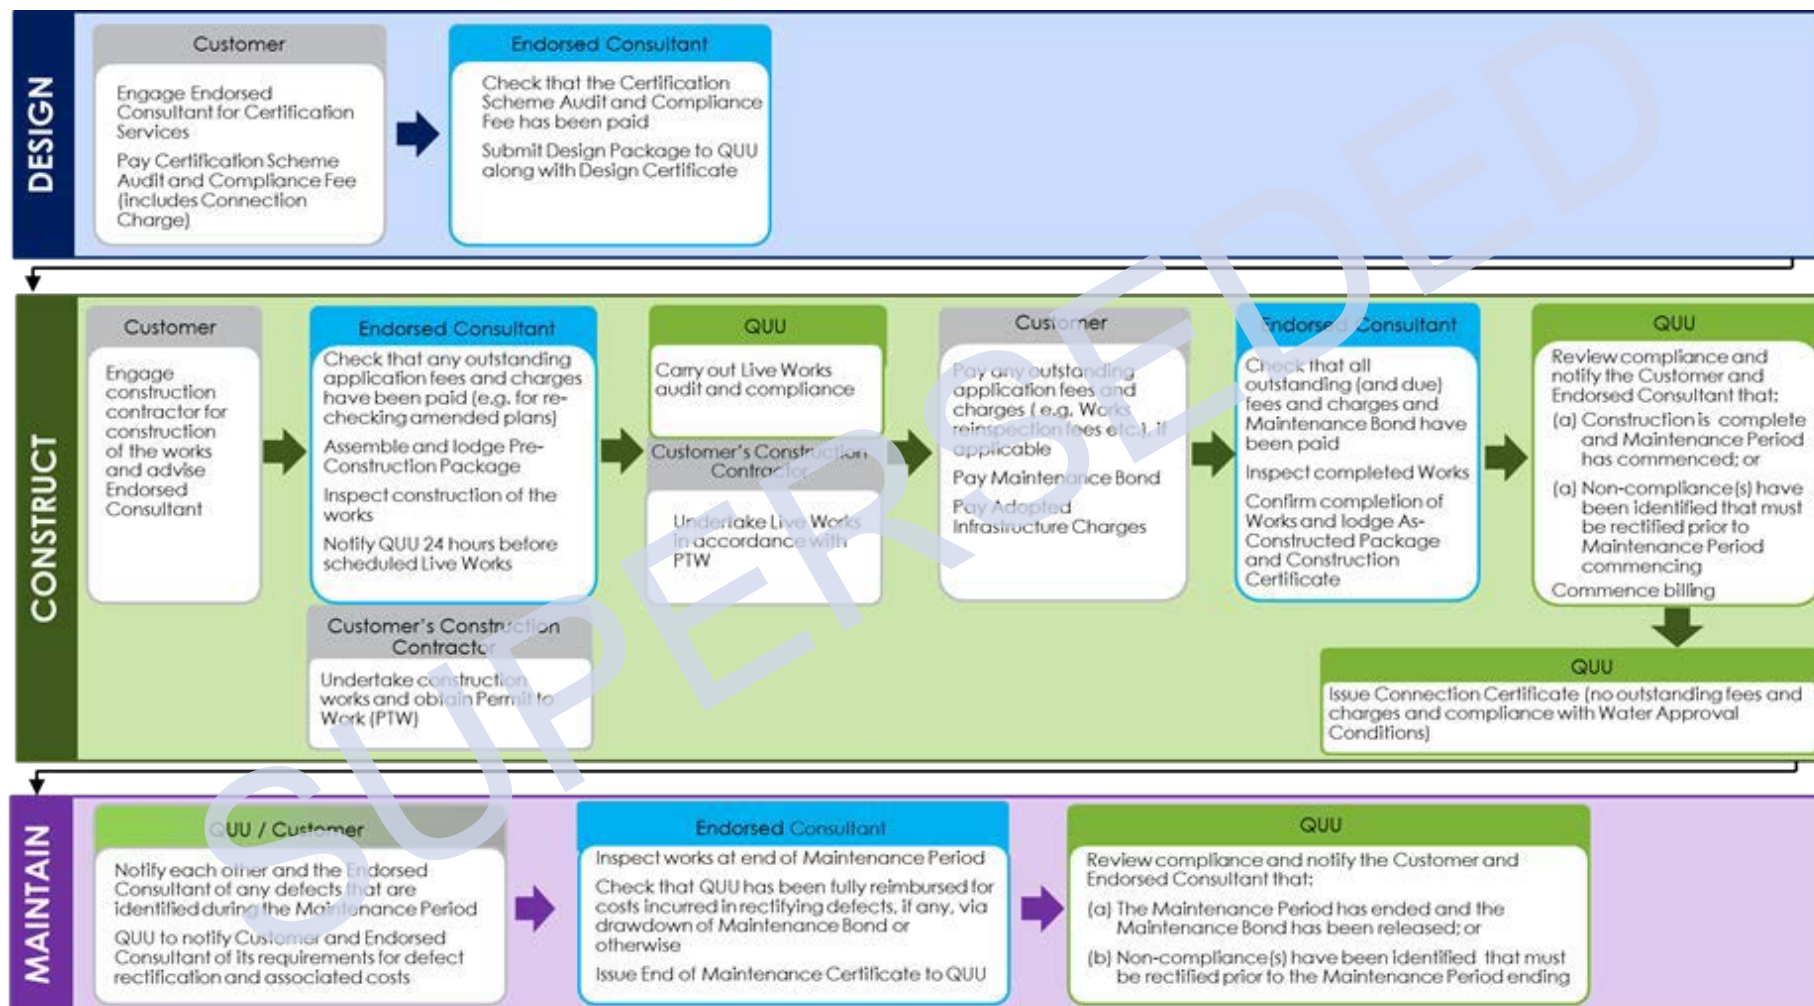 DESIGN
Customer
Engage Endorsed
Consultant for Certification
Services
Pay Certification Scheme
Audit and Compliance Fee
(includes Connection
Charge)
Endorsed Consultant
Check that the Certification
Scheme Audit and Compliance
Fee has been paid
Submit Design Package to QUU
along with Design Certificate
CONSTRUCT
Customer
Engage
construction
contractor for
construction
of the works
and advise
Endorsed
Consultant
Endorsed Consultant
Check that any outstanding
application fees and charges
have been paid (e.g. for re-
checking amended plans)
Assemble and lodge Pre-
Construction Package
Inspect construction of the
works
Notify QUU 24 hours before
scheduled Live Works
Customer's Construction
Contractor
Undertake construction
works and obtain Permit to
Work (PTW)
QUU
Carry out Live Works
audit and compliance
Customer's Construction
Contractor
Undertake Live Works
in accordance with
PTW
Customer
Pay any outstanding
application fees and
charges ( e.g. Works
reinspection fees etc.), if
applicable
Pay Maintenance Bond
Pay Adopted
Infrastructure Charges
Endorsed Consultant
Check that all
outstanding (and due)
fees and charges and
Maintenance Bond have
been paid
Inspect completed Works
Confirm completion of
Works and lodge As-
Constructed Package
and Construction
Certificate
QUU
Review compliance and
notify the Customer and
Endorsed Consultant that:
(a) Construction is complete
and Maintenance Period
has commenced; or
(a) Non-compliance(s) have
been identified that must
be rectified prior to
Maintenance Period
commencing
Commence billing
QUU
Issue Connection Certificate (no outstanding fees and
charges and compliance with Water Approval
Conditions)
MAINTAIN
QUU / Customer
Notify each other and the Endorsed
Consultant of any defects that are
identified during the Maintenance Period
QUU to notify Customer and Endorsed
Consultant of its requirements for defect
rectification and associated costs
Endorsed Consultant
Inspect works at end of Maintenance Period
Check that QUU has been fully reimbursed for
costs incurred in rectifying defects, if any, via
drawdown of Maintenance Bond or
otherwise
Issue End of Maintenance Certificate to QUU
QUU
Review compliance and notify the Customer and
Endorsed Consultant that:
(a) The Maintenance Period has ended and the
Maintenance Bond has been released; or
(b) Non-compliance(s) have been identified that must
be rectified prior to the Maintenance Period ending
SUPERSEDED